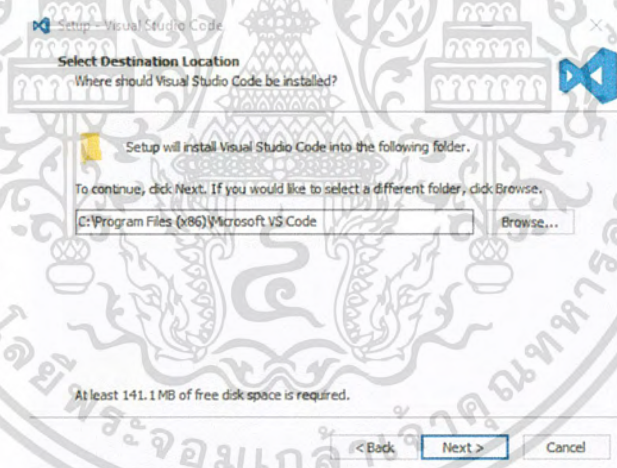 Setup - Visual Studio Code
Select Destination Location
Where should Visual Studio Code be installed?
Setup will install Visual Studio Code into the following folder.
To continue, click Next. If you would like to select a different folder, click Browse.
C:\Program Files (x86)\Microsoft VS Code
Browse...
At least 141.1 MB of free disk space is required.
< Back
Next >
Cancel